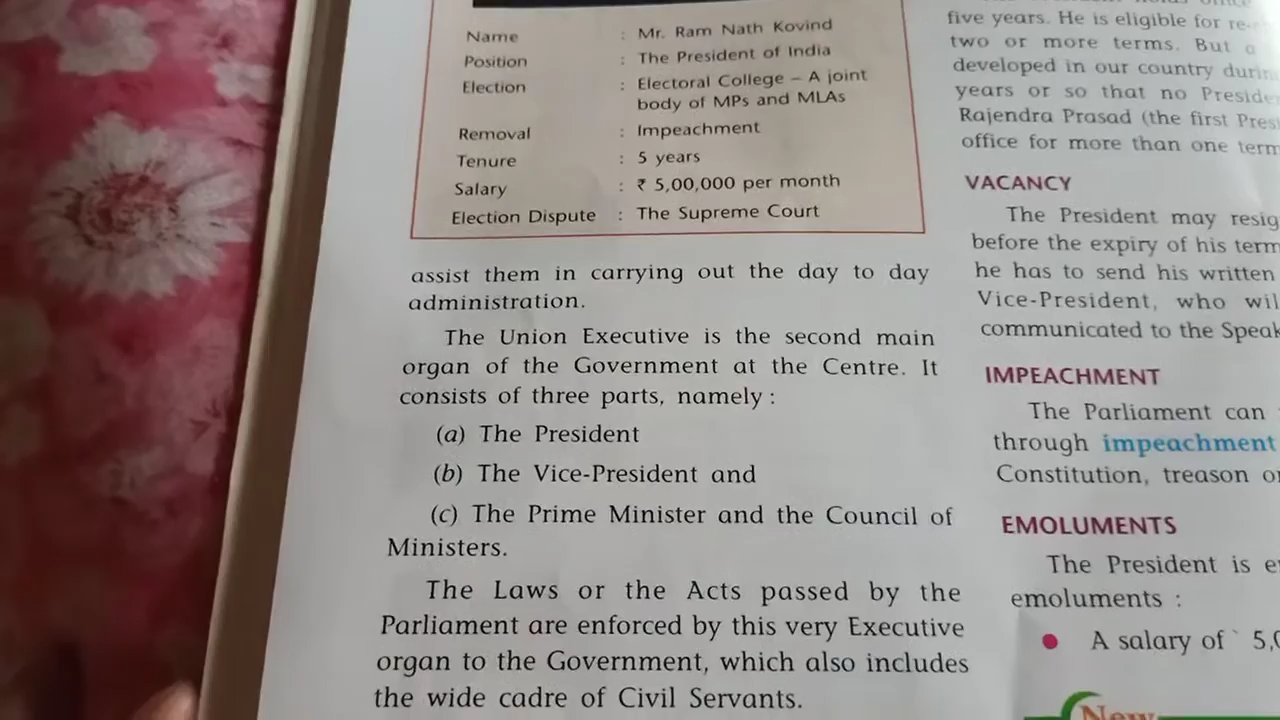 Name : Mr. Ram Nath Kovind
Position : The President of India
Election : Electoral College – A joint
body of MPs and MLAs
Removal : Impeachment
Tenure : 5 years
Salary : ₹ 5,00,000 per month
Election Dispute : The Supreme Court
assist them in carrying out the day to day
administration.
The Union Executive is the second main
organ of the Government at the Centre. It
consists of three parts, namely :
(a) The President
(b) The Vice-President and
(c) The Prime Minister and the Council of
Ministers.
The Laws or the Acts passed by the
Parliament are enforced by this very Executive
organ to the Government, which also includes
the wide cadre of Civil Servants.
five years. He is eligible for re-
two or more terms. But a
developed in our country
years or so that no
Rajendra Prasad (the first
office for more than one term
VACANCY
The President may
before the expiry of his term
he has to send his written
Vice-President, who
communicated to the
IMPEACHMENT
The Parliament can
through impeachment
Constitution, treason
EMOLUMENTS
The President is
emoluments :
● A salary of ` 5,0
New